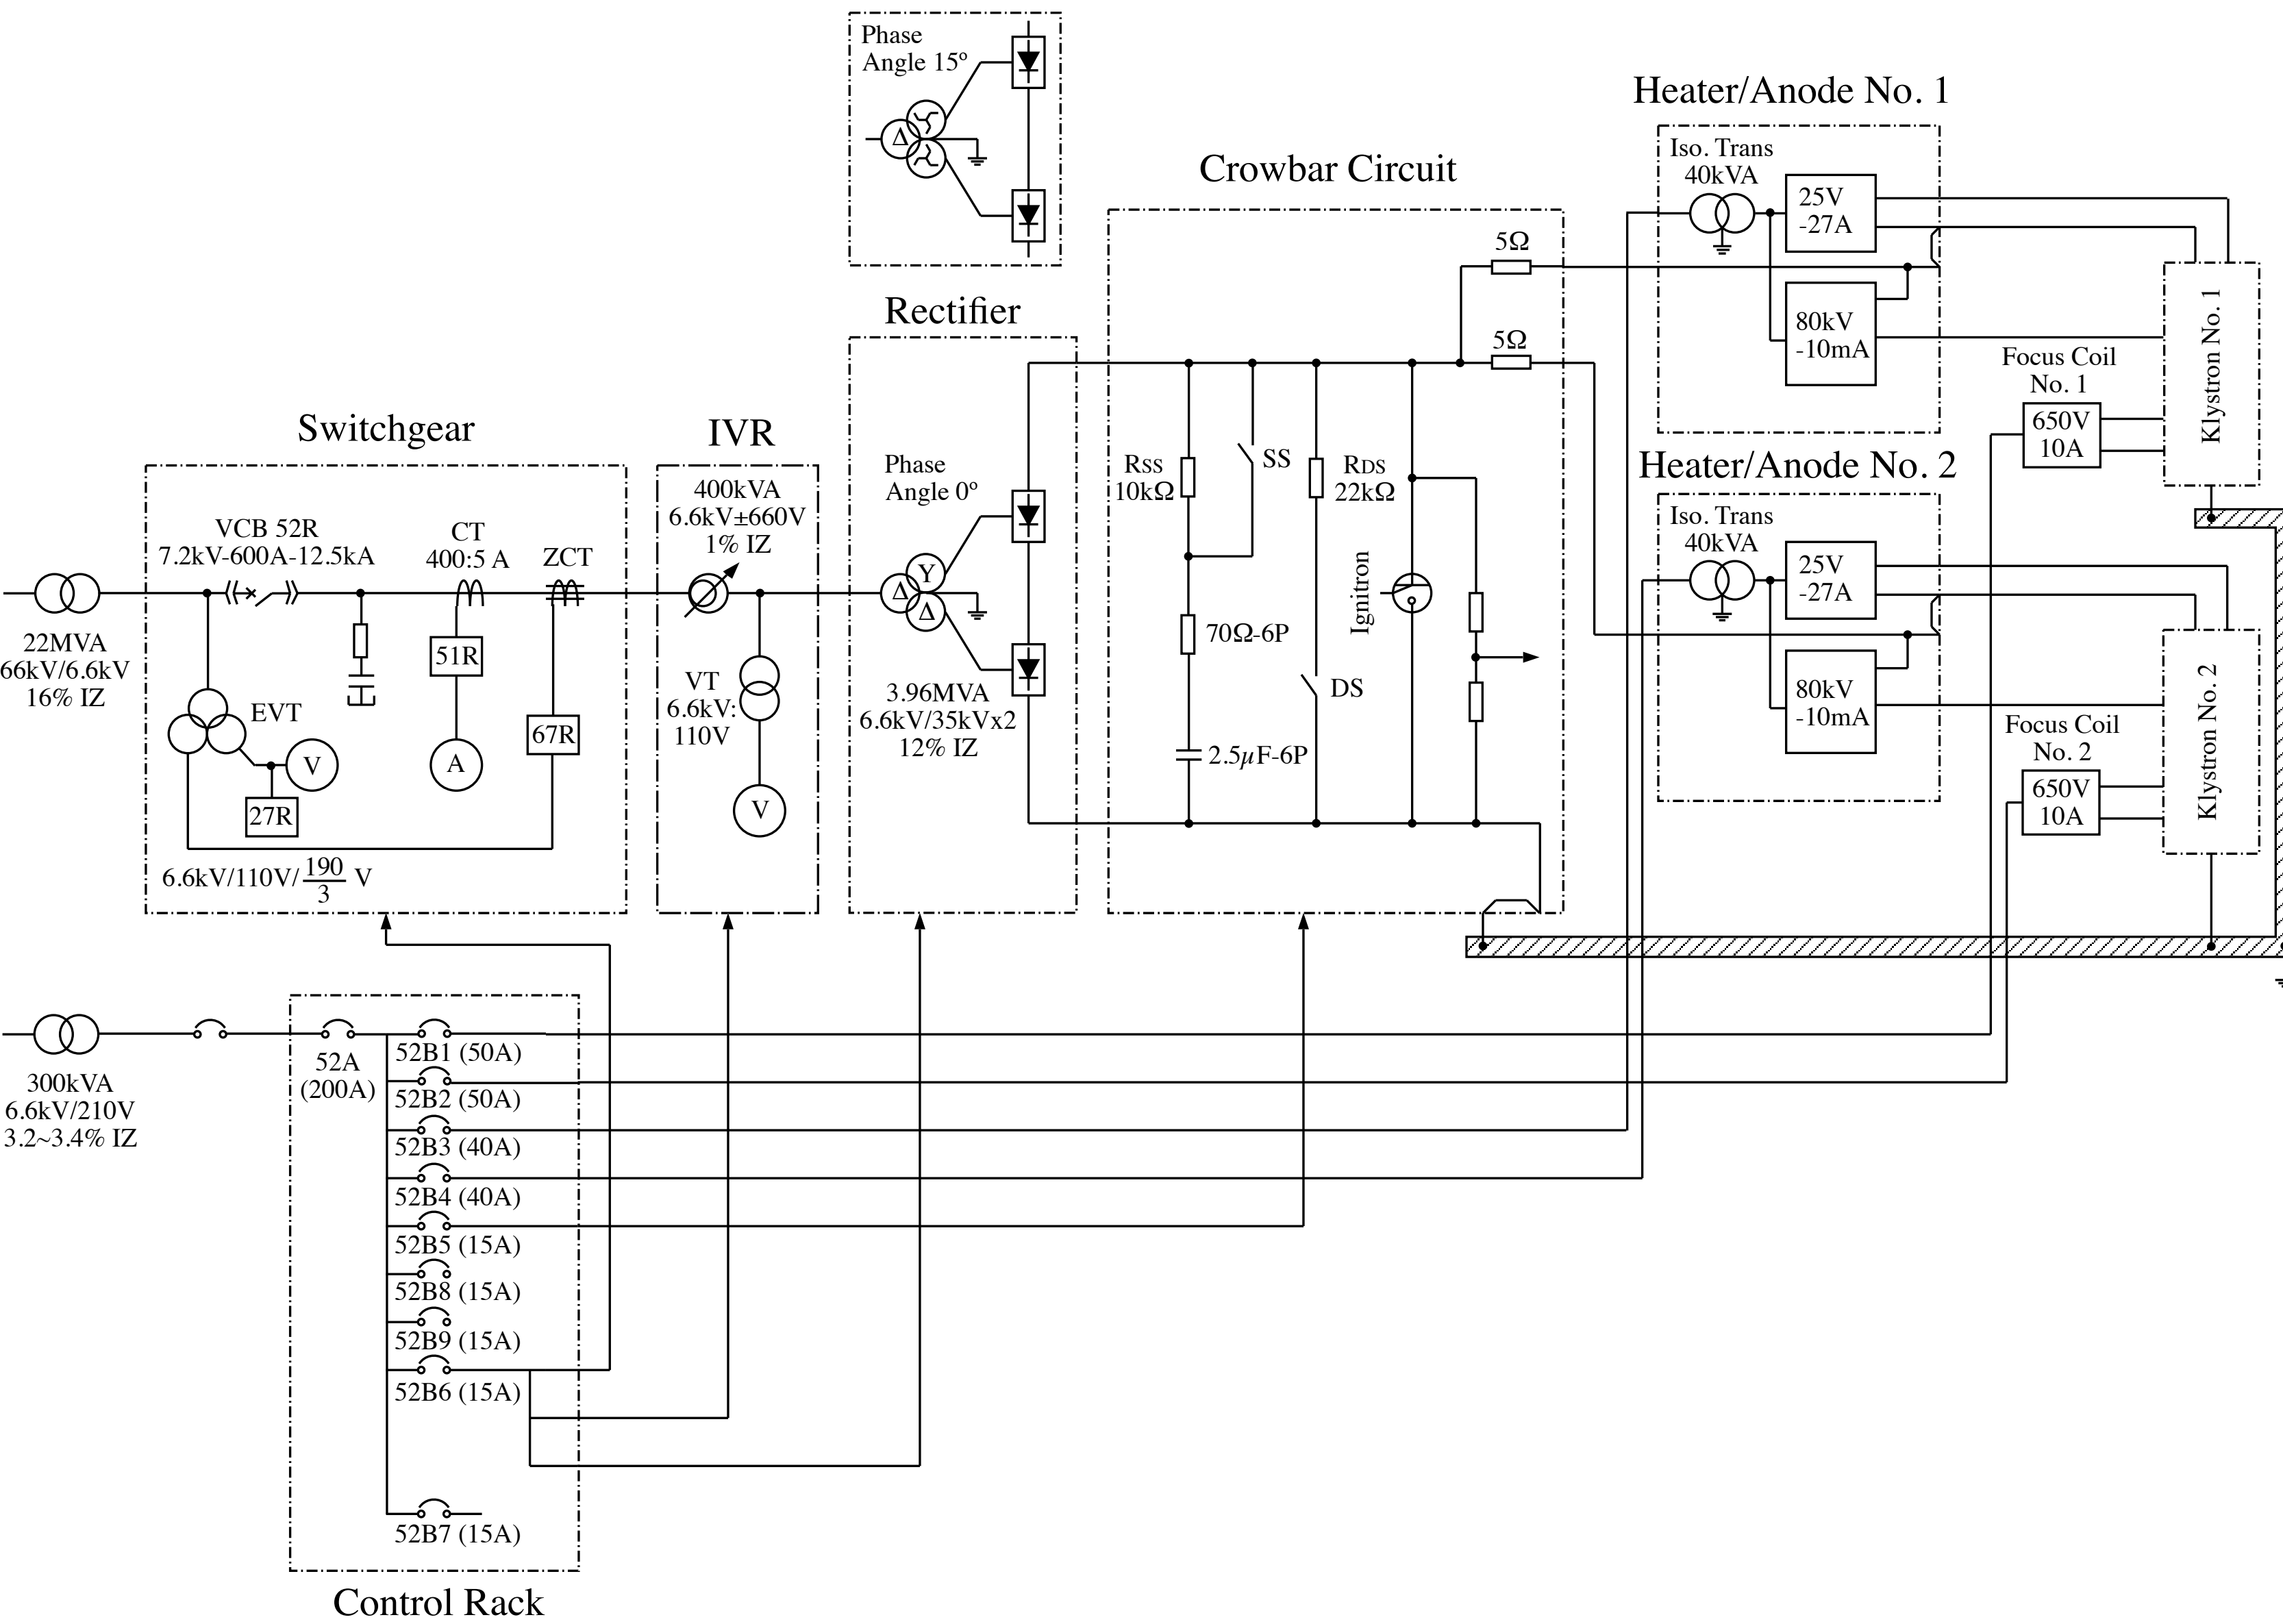 Phase
Angle 15º
Δ
Rectifier
Phase
Angle 0º
Δ
Y
Δ
3.96MVA
6.6kV/35kVx2
12% IZ
Switchgear
VCB 52R
7.2kV-600A-12.5kA
CT
400:5 A
ZCT
22MVA
66kV/6.6kV
16% IZ
EVT
V
27R
51R
A
67R
6.6kV/110V/190/3 V
IVR
400kVA
6.6kV±660V
1% IZ
VT
6.6kV:
110V
V
Crowbar Circuit
5Ω
5Ω
RSS
10kΩ
SS
RDS
22kΩ
70Ω-6P
DS
2.5μF-6P
Ignitron
Heater/Anode No. 1
Iso. Trans
40kVA
25V
-27A
80kV
-10mA
Focus Coil
No. 1
650V
10A
Klystron No. 1
Heater/Anode No. 2
Iso. Trans
40kVA
25V
-27A
80kV
-10mA
Focus Coil
No. 2
650V
10A
Klystron No. 2
300kVA
6.6kV/210V
3.2~3.4% IZ
52A
(200A)
52B1 (50A)
52B2 (50A)
52B3 (40A)
52B4 (40A)
52B5 (15A)
52B8 (15A)
52B9 (15A)
52B6 (15A)
52B7 (15A)
Control Rack